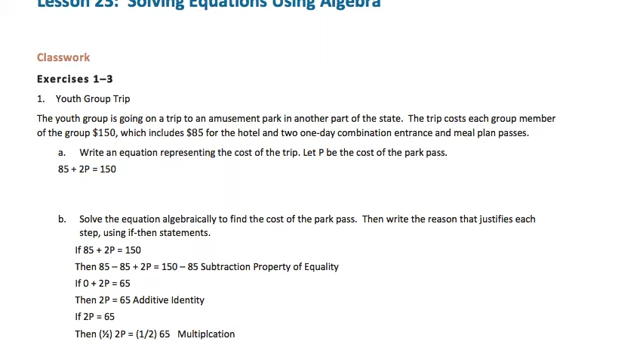 Lesson 23: Solving Equations Using Algebra
Classwork
Exercises 1–3
1. Youth Group Trip
The youth group is going on a trip to an amusement park in another part of the state. The trip costs each group member
of the group $150, which includes $85 for the hotel and two one-day combination entrance and meal plan passes.
a. Write an equation representing the cost of the trip. Let P be the cost of the park pass.
85 + 2P = 150
b. Solve the equation algebraically to find the cost of the park pass. Then write the reason that justifies each
step, using if-then statements.
If 85 + 2P = 150
Then 85 – 85 + 2P = 150 – 85 Subtraction Property of Equality
If 0 + 2P = 65
Then 2P = 65 Additive Identity
If 2P = 65
Then (½) 2P = (1/2) 65 Multiplcation